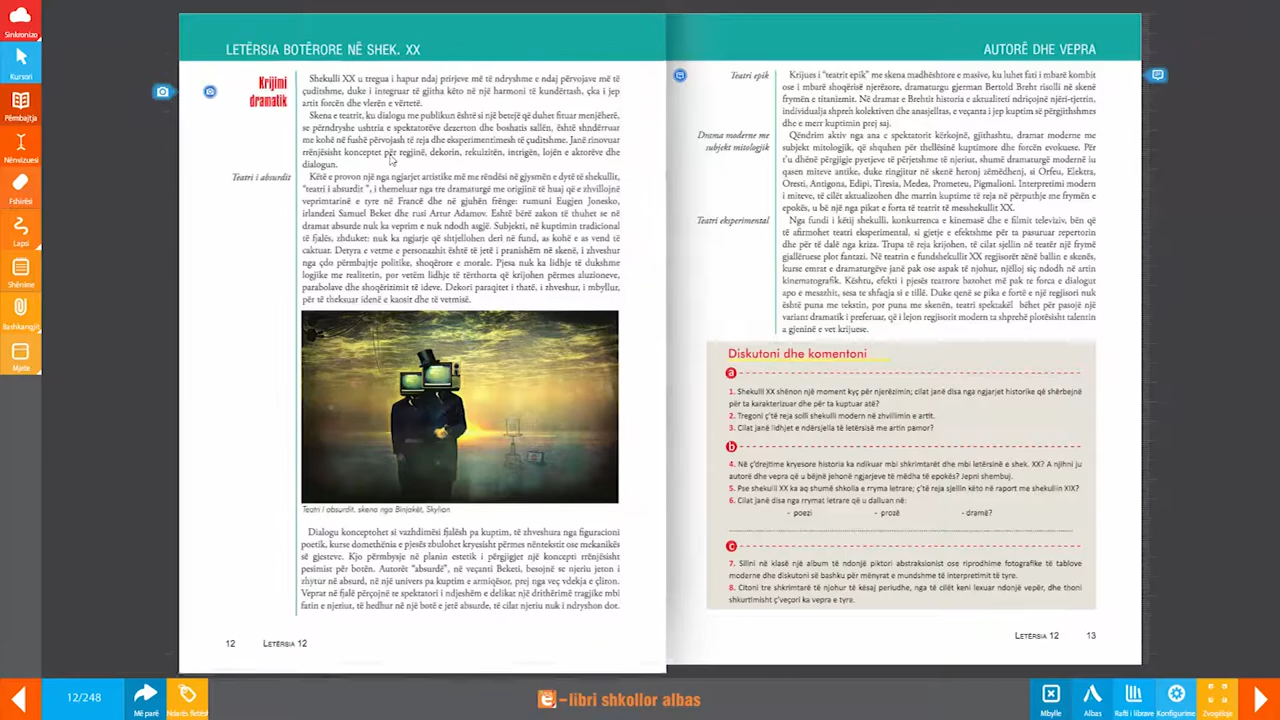 Sinkronizo
Kursori
Përmbajtja
Nënvizuesi
Fshirësi
Lapsi
Shënime
Bashkangjit
Mjete
LETËRSIA BOTËRORE NË SHEK. XX
Krijimi
dramatik
Shekulli XX u tregua i hapur ndaj prirjeve më të ndryshme e ndaj përvojave më të
çuditshme, duke i integruar të gjitha këto në një harmoni të kundërtash, çka i jep
artit forcën dhe vlerën e vërtetë.
Skena e teatrit, ku dialogu me publikun është si një betejë që duhet fituar menjëherë,
se përndryshe ushtria e spektatorëve dezerton dhe boshatis sallën, është shndërruar
me kohë në fushë përvojash të reja dhe eksperimentimesh të çuditshme. Janë rinovuar
rrënjësisht konceptet për regjinë, dekorin, rekuizitën, intrigën, lojën e aktorëve dhe
dialogun.
Teatri i absurdit
Këtë e provon një nga ngjarjet artistike më me rëndësi në gjysmën e dytë të shekullit,
"teatri i absurdit ", i themeluar nga tre dramaturgë me origjinë të huaj që e zhvillojnë
veprimtarinë e tyre në Francë dhe në gjuhën frënge: rumuni Eugjen Jonesko,
irlandezi Samuel Beket dhe rusi Artur Adamov. Është bërë zakon të thuhet se në
dramat absurde nuk ka veprim e nuk ndodh asgjë. Subjekti, në kuptimin tradicional
të fjalës, zhduket: nuk ka ngjarje që shtjellohen deri në fund, as kohë e as vend të
caktuar. Detyra e vetme e personazhit është të jetë i pranishëm në skenë, i zhveshur
nga çdo përmbajtje politike, shoqërore e morale. Pjesa nuk ka lidhje të dukshme
logjike me realitetin, por vetëm lidhje të tërthorta që krijohen përmes aluzioneve,
parabolave dhe shoqërizimit të ideve. Dekori paraqitet i thatë, i zhveshur, i mbyllur,
për të theksuar idenë e kaosit dhe të vetmisë.
Teatri i absurdit, skena nga Binjakët, Skylian
Dialogu konceptohet si vazhdimësi fjalësh pa kuptim, të zhveshura nga figuracioni
poetik, kurse domethënia e pjesës zbulohet kryesisht përmes nëntekstit ose mekanikës
së gjesteve. Kjo përmbysje në planin estetik i përgjigjet një koncepti rrënjësisht
pesimist për botën. Autorët "absurdë", në veçanti Beketi, besojnë se njeriu jeton i
zhytur në absurd, në një univers pa kuptim e armiqësor, prej nga veç vdekja e çliron.
Veprat në fjalë përçojnë te spektatori i ndjeshëm e delikat një drithërimë tragjike mbi
fatin e njeriut, të hedhur në një botë e jetë absurde, të cilat njeriu nuk i ndryshon dot.
12
LETËRSIA 12
AUTORË DHE VEPRA
Teatri epik
Krijues i "teatrit epik" me skena madhështore e masive, ku luhet fati i mbarë kombit
ose i mbarë shoqërisë njerëzore, dramaturgu gjerman Bertold Breht risolli në skenë
frymën e titanizmit. Në dramat e Brehtit historia e aktualiteti ndriçojnë njëri-tjetrin,
individualja shpreh kolektiven dhe anasjelltas, e veçanta i jep kuptim së përgjithshmes
dhe e merr kuptimin prej saj.
Drama moderne me
subjekt mitologjik
Qëndrim aktiv nga ana e spektatorit kërkojnë, gjithashtu, dramat moderne me
subjekt mitologjik, që shquhen për thellësinë kuptimore dhe forcën evokuese. Për
t'u dhënë përgjigje pyetjeve të përjetshme të njeriut, shumë dramaturgë modernë iu
qasen miteve antike, duke ringjitur në skenë heronj zëmëdhenj, si Orfeu, Elektra,
Oresti, Antigona, Edipi, Tiresia, Medea, Prometeu, Pigmalioni. Interpretimi modern
i miteve, të cilët aktualizohen dhe marrin kuptime të reja në përputhje me frymën e
epokës, u bë një nga pikat e forta të teatrit të messhekullit XX.
Teatri eksperimental
Nga fundi i këtij shekulli, konkurrenca e kinemasë dhe e filmit televiziv, bën që
të afirmohet teatri eksperimental, si gjetje e efektshme për ta pasuruar repertorin
dhe për të dalë nga kriza. Trupa të reja krijohen, të cilat sjellin në teatër një frymë
gjallëruese plot fantazi. Në teatrin e fundshekullit XX regjisorët tënë ballin e skenës,
kurse emrat e dramaturgëve janë pak ose aspak të njohur, njëlloj siç ndodh në artin
kinematografik. Kështu, efekti i pjesës teatrore batohet më pak te forca e dialogut
apo e mesazhit, sesa te shfaqja si e tillë. Duke qenë se pika e fortë e një regjisori nuk
është puna me tekstin, por puna me skenën, teatri spektakël bëhet për pasojë një
variant dramatik i preferuar, që i lejon regjisorit modern ta shprehë plotësisht talentin
a gjeninë e vet krijuese.
Diskutoni dhe komentoni
a
1. Shekulli XX shënon një moment kyç për njerëzimin; cilat janë disa nga ngjarjet historike që shërbejnë
për ta karakterizuar dhe për ta kuptuar atë?
2. Tregoni ç'të reja solli shekulli modern në zhvillimin e artit.
3. Cilat janë lidhjet e ndërsjella të letërsisë me artin pamor?
b
4. Në ç'drejtime kryesore historia ka ndikuar mbi shkrimtarët dhe mbi letërsinë e shek. XX? A njihni ju
autorë dhe vepra që u bëjnë jehonë ngjarjeve të mëdha të epokës? Jepni shembuj.
5. Pse shekulli XX ka aq shumë shkolla e rryma letrare; ç'të reja sjellin këto në raport me shekullin XIX?
6. Cilat janë disa nga rrymat letrare që u dalluan në:
- poezi - prozë - dramë?
c
7. Sillni në klasë një album të ndonjë piktori abstraksionist ose riprodhime fotografike të tablove
moderne dhe diskutoni së bashku për mënyrat e mundshme të interpretimit të tyre.
8. Citoni tre shkrimtarë të njohur të kësaj periudhe, nga të cilët keni lexuar ndonjë vepër, dhe thoni
shkurtimisht ç'veçori ka vepra e tyre.
LETËRSIA 12
13
12/248
Më parë
Ndarës fletësh
e-libri shkollor albas
Mbylle
Albas
Rafti i librave
Konfigurime
Zvogëloje